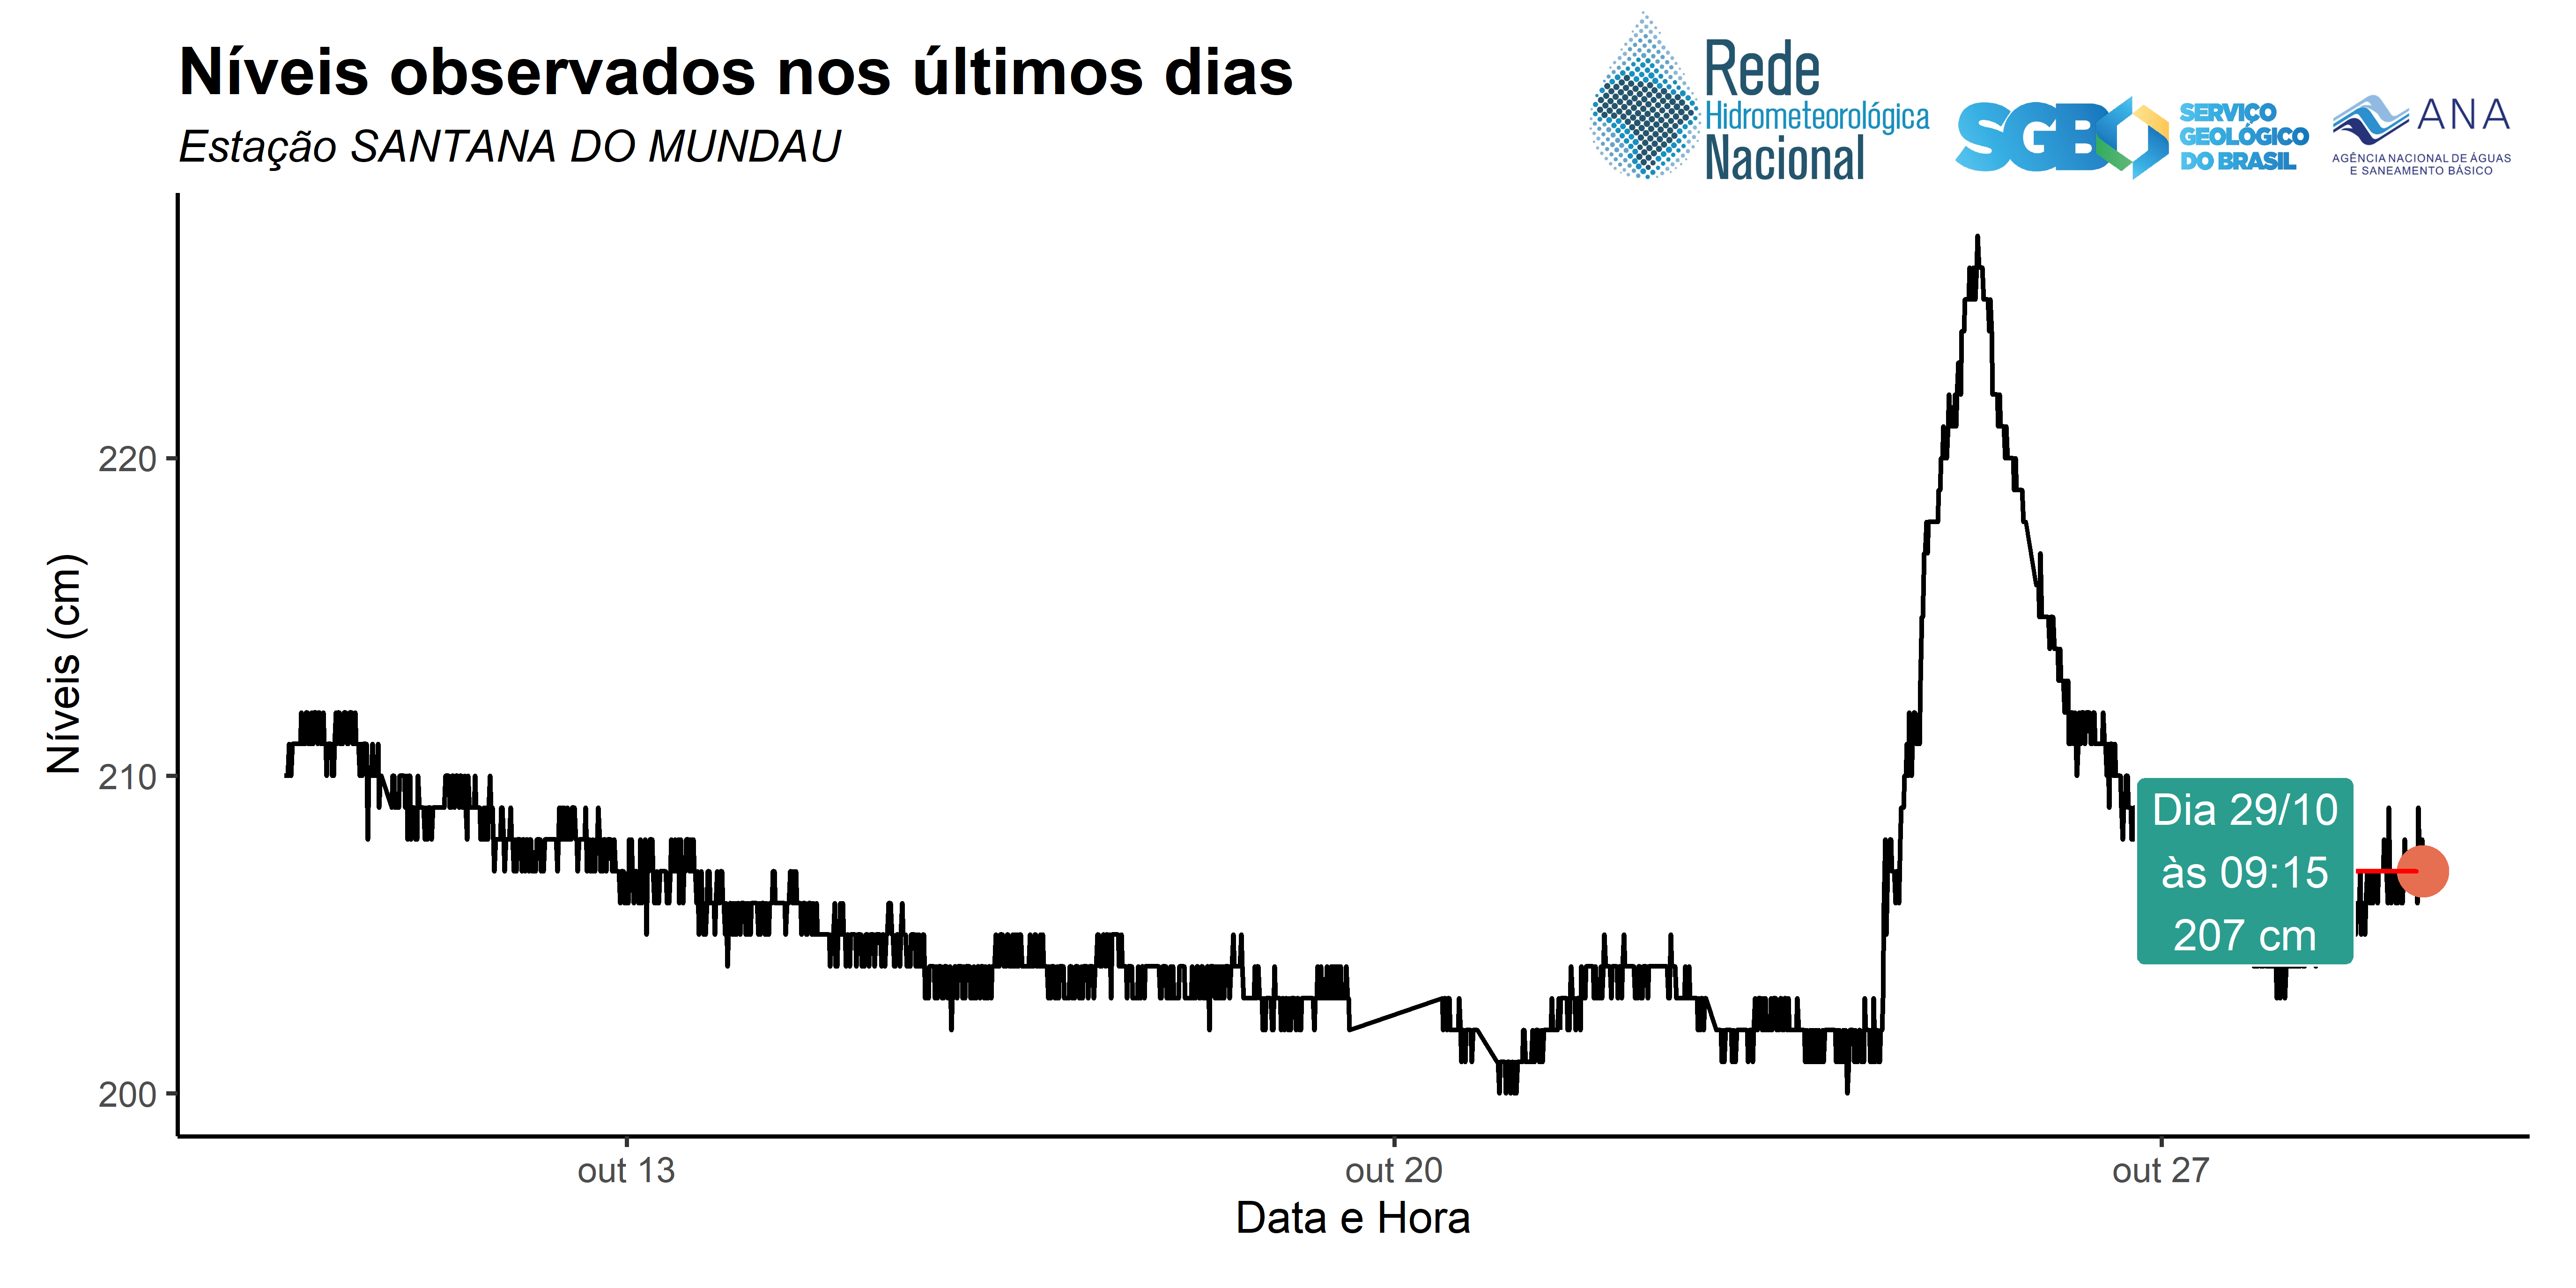 Níveis observados nos últimos dias
Estação SANTANA DO MUNDAU
Rede
Hidrometeorológica
Nacional
SGB
SERVIÇO
GEOLÓGICO
DO BRASIL
ANA
AGÊNCIA NACIONAL DE ÁGUAS
E SANEAMENTO BÁSICO
Níveis (cm)
220
210
200
Dia 29/10
às 09:15
207 cm
out 13
out 20
out 27
Data e Hora